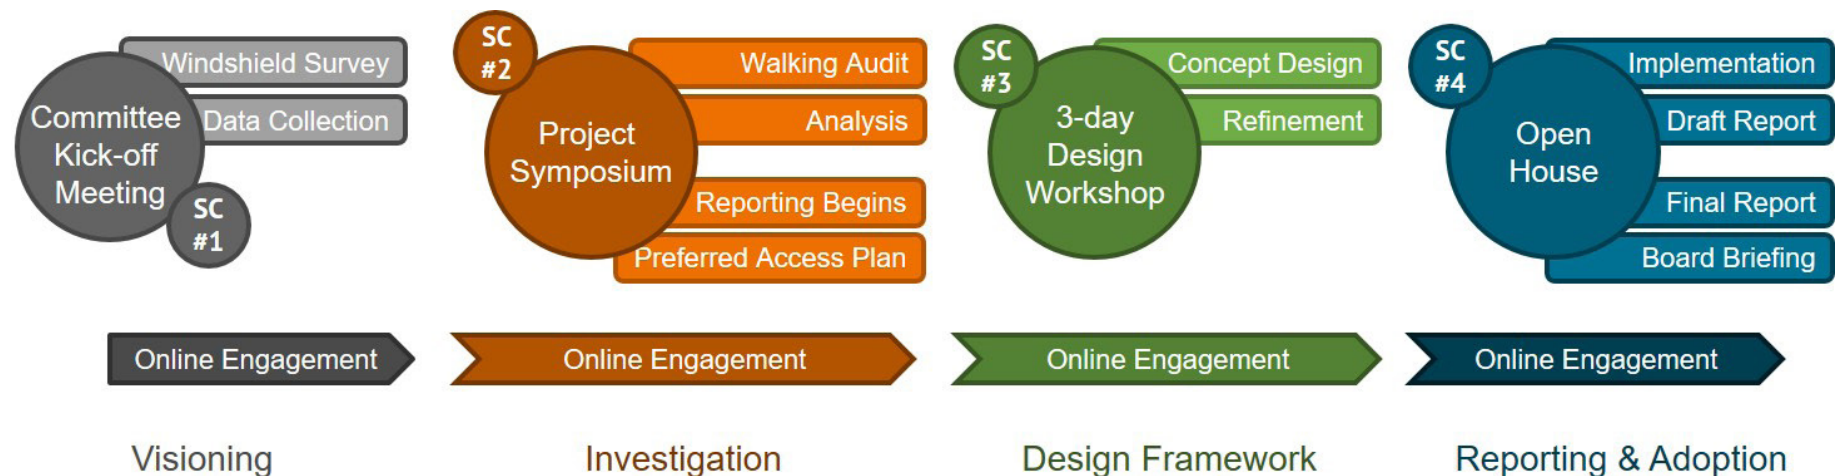 Windshield Survey
Data Collection
Committee
Kick-off
Meeting
SC
#1
SC
#2
Project
Symposium
Walking Audit
Analysis
Reporting Begins
Preferred Access Plan
SC
#3
3-day
Design
Workshop
Concept Design
Refinement
SC
#4
Open
House
Implementation
Draft Report
Final Report
Board Briefing
Online Engagement
Online Engagement
Online Engagement
Online Engagement
Visioning
Investigation
Design Framework
Reporting & Adoption